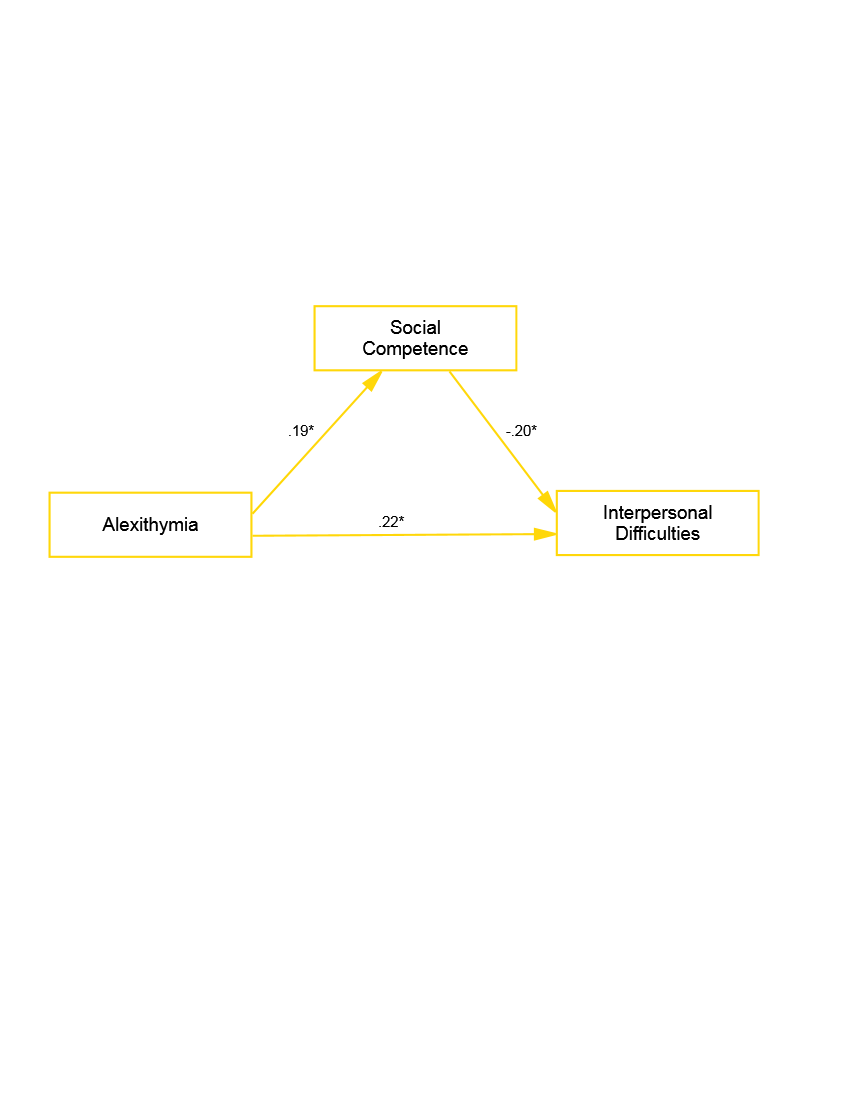 Social
Competence
.19*
-.20*
Alexithymia
.22*
Interpersonal
Difficulties